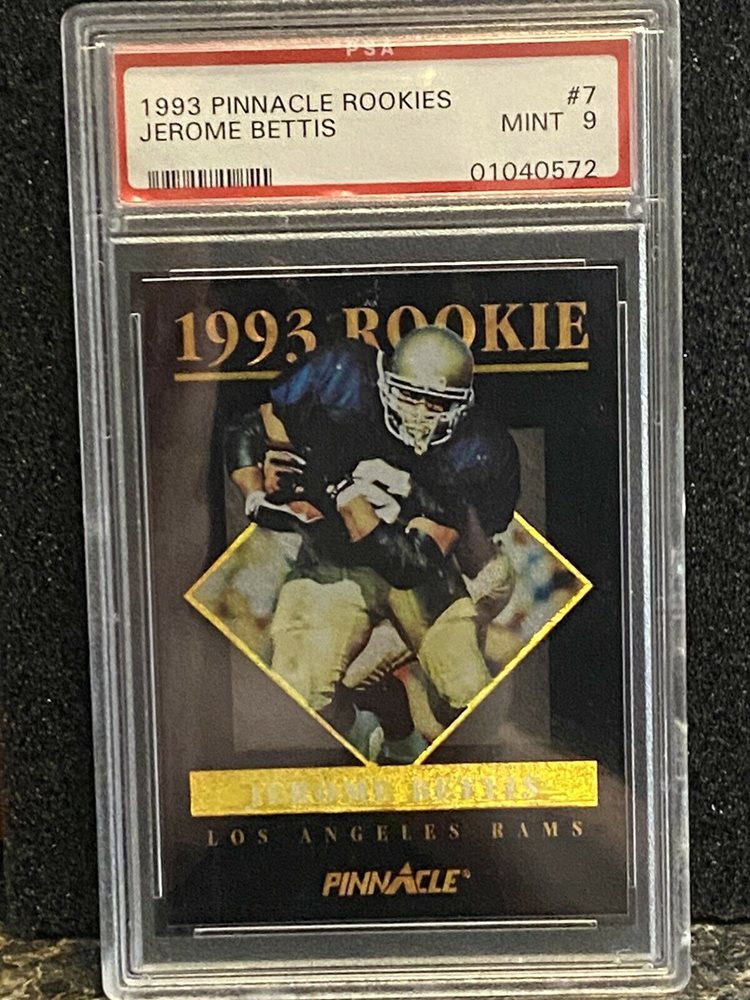 PSA
1993 PINNACLE ROOKIES #7
JEROME BETTIS MINT 9
01040572
1993 ROOKIE
JEROME BETTIS
LOS ANGELES RAMS
PINNACLE®